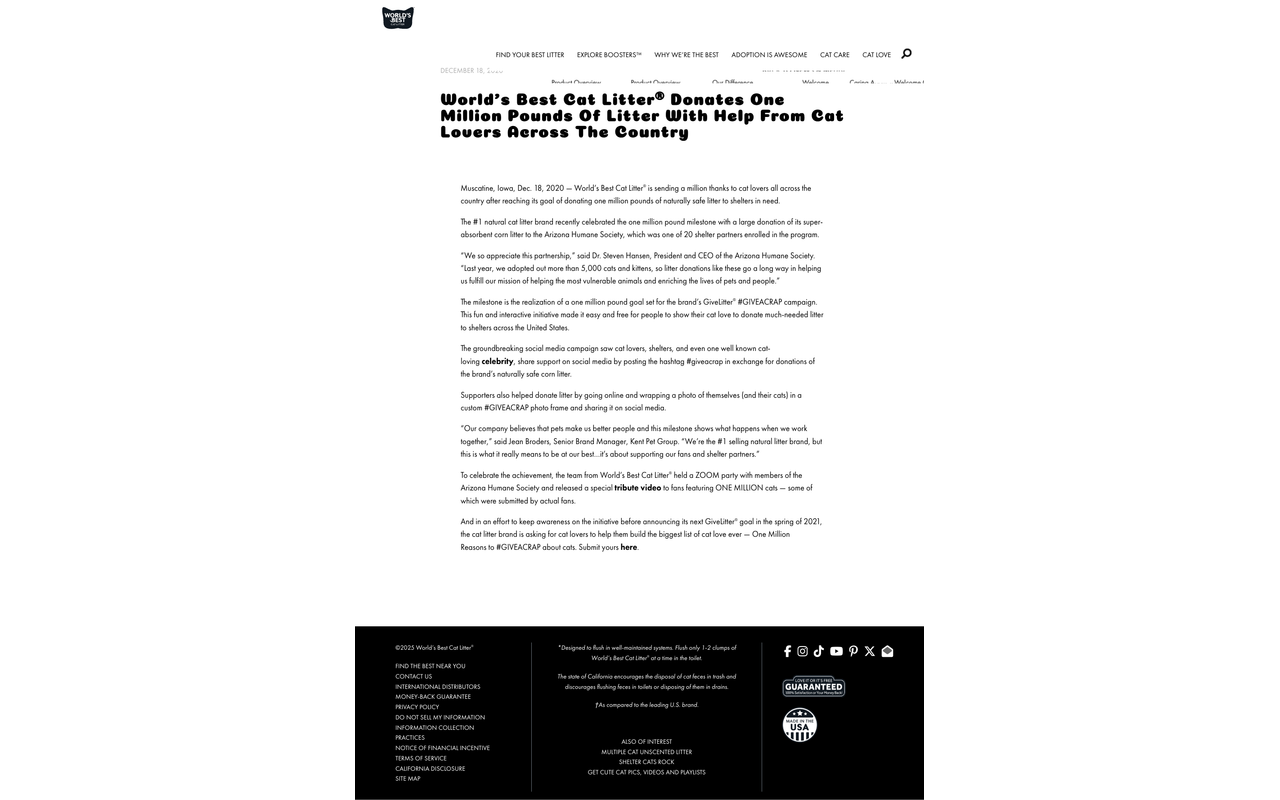 WORLD'S
BEST
FIND YOUR BEST LITTER EXPLORE BOOSTERS™ WHY WE'RE THE BEST ADOPTION IS AWESOME CAT CARE CAT LOVE
DECEMBER 18, 2020
Product Overview Product Overview Our Difference Welcome Caring A Welcome
World's Best Cat Litter® Donates One
Million Pounds Of Litter With Help From Cat
Lovers Across The Country
Muscatine, Iowa, Dec. 18, 2020 — World's Best Cat Litter® is sending a million thanks to cat lovers all across the
country after reaching its goal of donating one million pounds of naturally safe litter to shelters in need.
The #1 natural cat litter brand recently celebrated the one million pound milestone with a large donation of its super-
absorbent corn litter to the Arizona Humane Society, which was one of 20 shelter partners enrolled in the program.
"We so appreciate this partnership," said Dr. Steven Hansen, President and CEO of the Arizona Humane Society.
"Last year, we adopted out more than 5,000 cats and kittens, so litter donations like these go a long way in helping
us fulfill our mission of helping the most vulnerable animals and enriching the lives of pets and people."
The milestone is the realization of a one million pound goal set for the brand's GiveLitter® #GIVEACRAP campaign.
This fun and interactive initiative made it easy and free for people to show their cat love to donate much-needed litter
to shelters across the United States.
The groundbreaking social media campaign saw cat lovers, shelters, and even one well known cat-
loving celebrity, share support on social media by posting the hashtag #giveacrap in exchange for donations of
the brand's naturally safe corn litter.
Supporters also helped donate litter by going online and wrapping a photo of themselves (and their cats) in a
custom #GIVEACRAP photo frame and sharing it on social media.
"Our company believes that pets make us better people and this milestone shows what happens when we work
together," said Jean Broders, Senior Brand Manager, Kent Pet Group. "We're the #1 selling natural litter brand, but
this is what it really means to be at our best...it's about supporting our fans and shelter partners."
To celebrate the achievement, the team from World's Best Cat Litter® held a ZOOM party with members of the
Arizona Humane Society and released a special tribute video to fans featuring ONE MILLION cats — some of
which were submitted by actual fans.
And in an effort to keep awareness on the initiative before announcing its next GiveLitter® goal in the spring of 2021,
the cat litter brand is asking for cat lovers to help them build the biggest list of cat love ever — One Million
Reasons to #GIVEACRAP about cats. Submit yours here.
©2025 World's Best Cat Litter®
FIND THE BEST NEAR YOU
CONTACT US
INTERNATIONAL DISTRIBUTORS
MONEY-BACK GUARANTEE
PRIVACY POLICY
DO NOT SELL MY INFORMATION
INFORMATION COLLECTION
PRACTICES
NOTICE OF FINANCIAL INCENTIVE
TERMS OF SERVICE
CALIFORNIA DISCLOSURE
SITE MAP
*Designed to flush in well-maintained systems. Flush only 1-2 clumps of
World's Best Cat Litter® at a time in the toilet.
The state of California encourages the disposal of cat feces in trash and
discourages flushing feces in toilets or disposing of them in drains.
†As compared to the leading U.S. brand.
ALSO OF INTEREST
MULTIPLE CAT UNSCENTED LITTER
SHELTER CATS ROCK
GET CUTE CAT PICS, VIDEOS AND PLAYLISTS
LOVE IT OR IT'S FREE
GUARANTEED
100% Satisfaction or Your Money Back!
MADE IN THE
USA